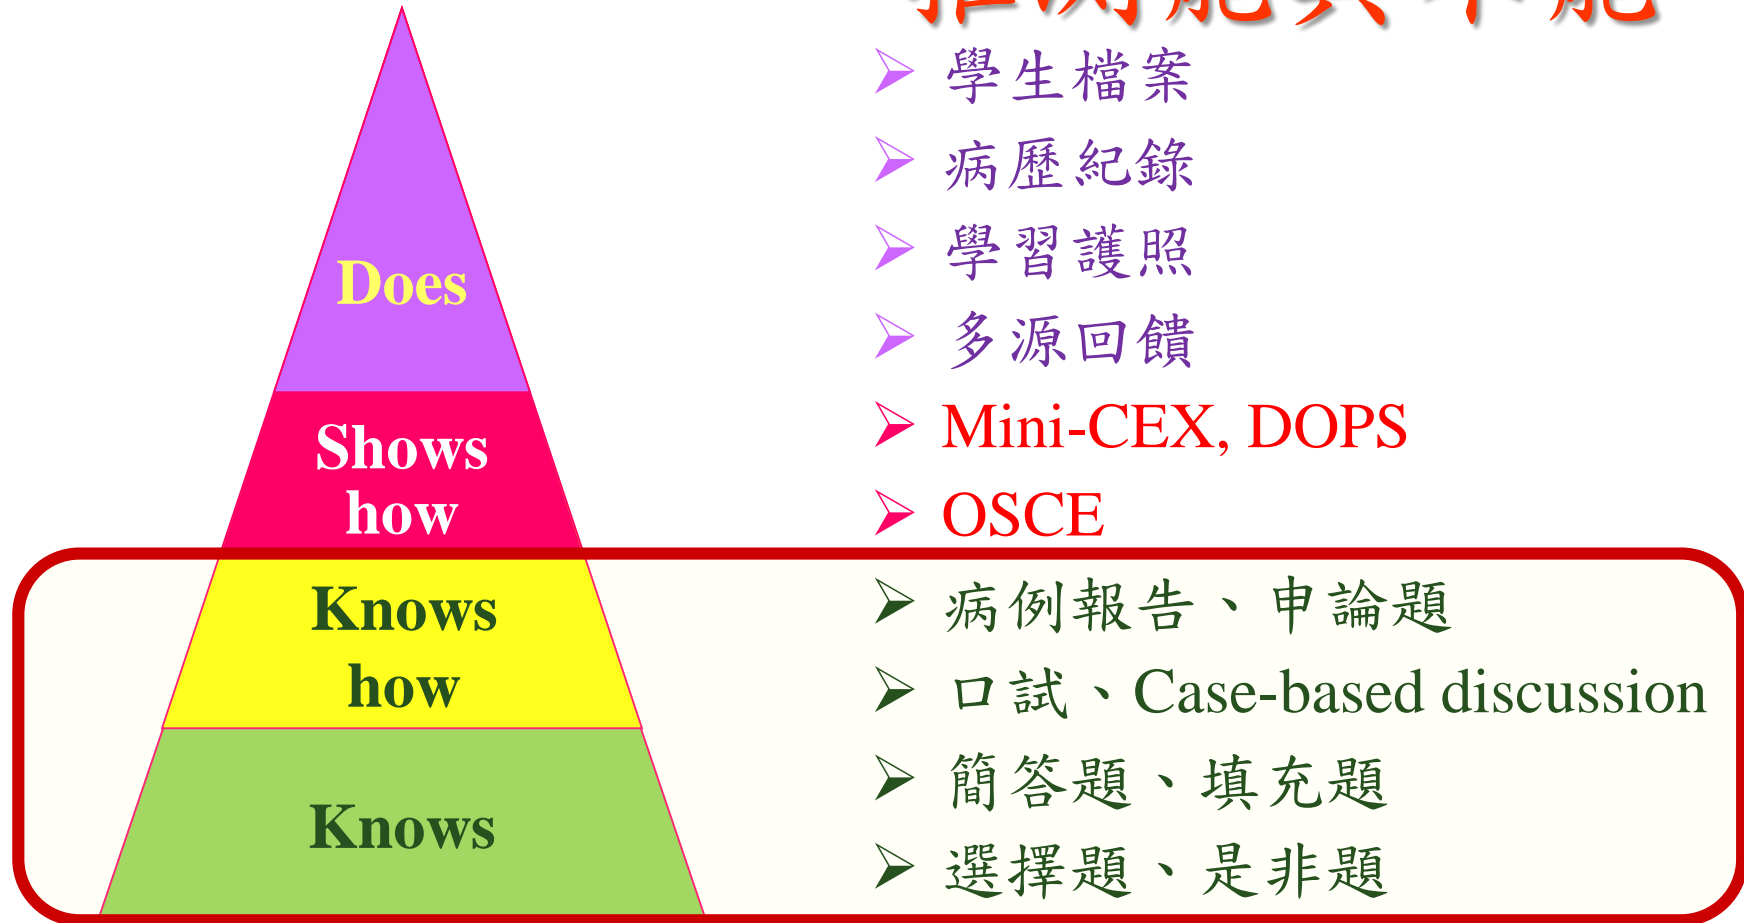 學生檔案
病歷紀錄
學習護照
多源回饋
Mini-CEX, DOPS
OSCE
病例報告、申論題
口試、Case-based discussion
簡答題、填充題
選擇題、是非題
Does
Shows
how
Knows
how
Knows